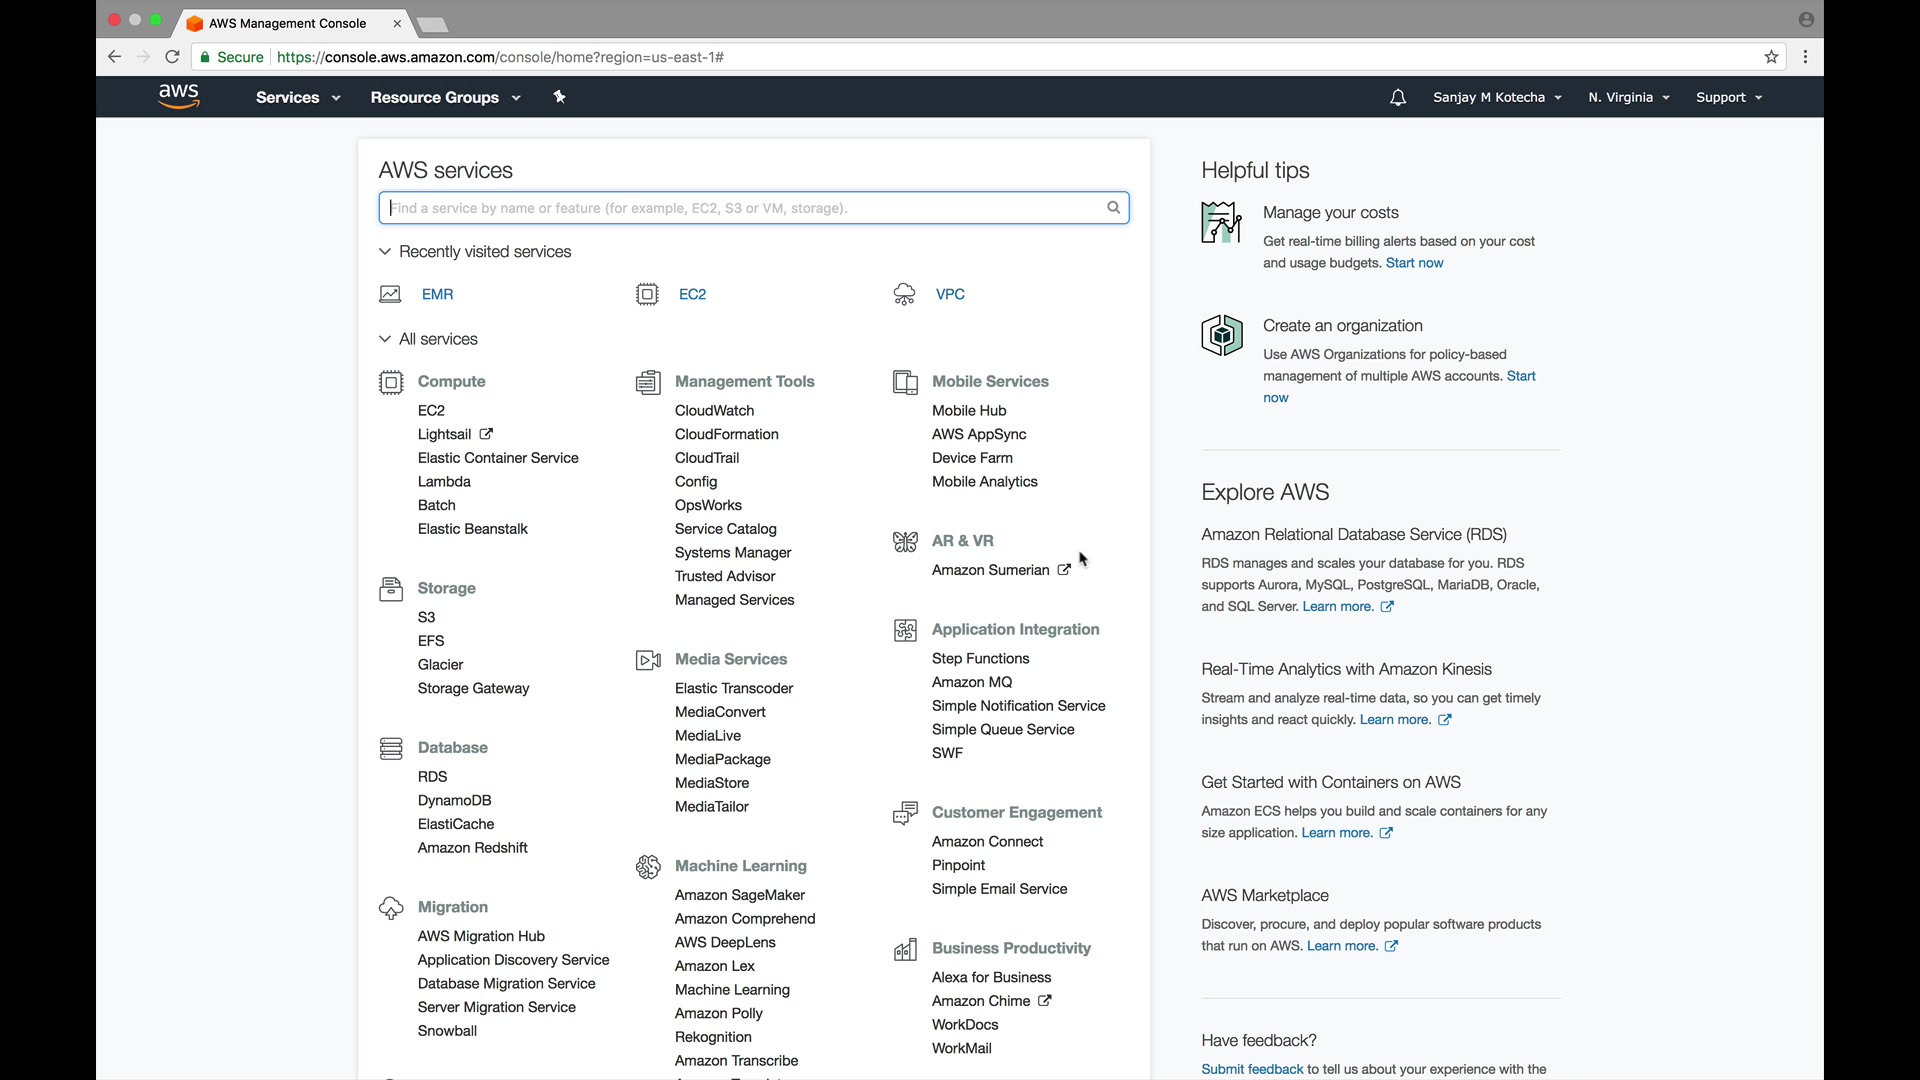 AWS Management Console
Secure https://console.aws.amazon.com/console/home?region=us-east-1#
aws Services Resource Groups Sanjay M Kotecha N. Virginia Support
AWS services
Find a service by name or feature (for example, EC2, S3 or VM, storage).
Recently visited services
EMR EC2 VPC
All services
Compute
EC2
Lightsail
Elastic Container Service
Lambda
Batch
Elastic Beanstalk
Storage
S3
EFS
Glacier
Storage Gateway
Database
RDS
DynamoDB
ElastiCache
Amazon Redshift
Migration
AWS Migration Hub
Application Discovery Service
Database Migration Service
Server Migration Service
Snowball
Management Tools
CloudWatch
CloudFormation
CloudTrail
Config
OpsWorks
Service Catalog
Systems Manager
Trusted Advisor
Managed Services
Media Services
Elastic Transcoder
MediaConvert
MediaLive
MediaPackage
MediaStore
MediaTailor
Machine Learning
Amazon SageMaker
Amazon Comprehend
AWS DeepLens
Amazon Lex
Machine Learning
Amazon Polly
Rekognition
Amazon Transcribe
Mobile Services
Mobile Hub
AWS AppSync
Device Farm
Mobile Analytics
AR & VR
Amazon Sumerian
Application Integration
Step Functions
Amazon MQ
Simple Notification Service
Simple Queue Service
SWF
Customer Engagement
Amazon Connect
Pinpoint
Simple Email Service
Business Productivity
Alexa for Business
Amazon Chime
WorkDocs
WorkMail
Helpful tips
Manage your costs
Get real-time billing alerts based on your cost
and usage budgets. Start now
Create an organization
Use AWS Organizations for policy-based
management of multiple AWS accounts. Start
now
Explore AWS
Amazon Relational Database Service (RDS)
RDS manages and scales your database for you. RDS
supports Aurora, MySQL, PostgreSQL, MariaDB, Oracle,
and SQL Server. Learn more.
Real-Time Analytics with Amazon Kinesis
Stream and analyze real-time data, so you can get timely
insights and react quickly. Learn more.
Get Started with Containers on AWS
Amazon ECS helps you build and scale containers for any
size application. Learn more.
AWS Marketplace
Discover, procure, and deploy popular software products
that run on AWS. Learn more.
Have feedback?
Submit feedback to tell us about your experience with the